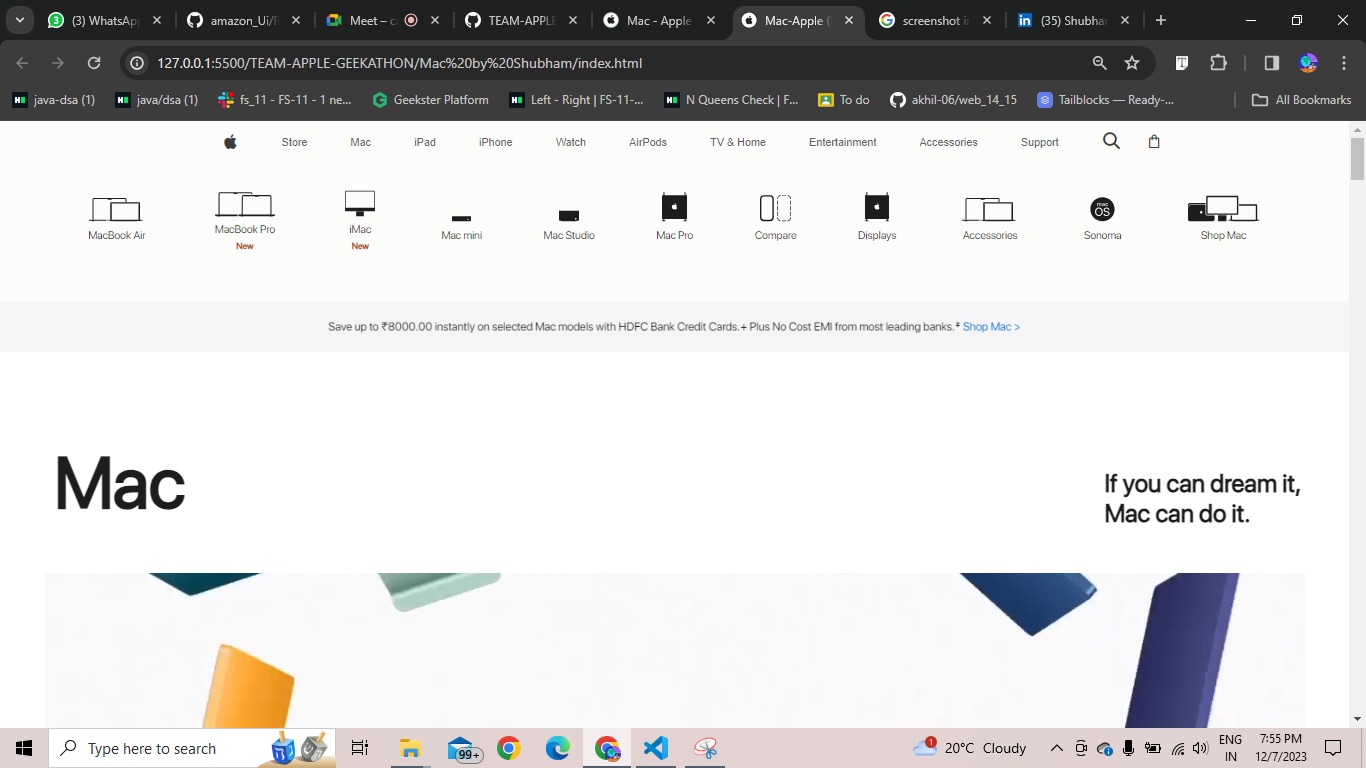 (3) WhatsAp
amazon_Ui/R
Meet – c
TEAM-APPLE
Mac - Apple
Mac-Apple (
screenshot i
(35) Shubha
127.0.0.1:5500/TEAM-APPLE-GEEKATHON/Mac%20by%20Shubham/index.html
java-dsa (1)
java/dsa (1)
fs_11 - FS-11 - 1 ne...
Geekster Platform
Left - Right | FS-11-...
N Queens Check | F...
To do
akhil-06/web_14_15
Tailblocks — Ready-...
All Bookmarks
Store Mac iPad iPhone Watch AirPods TV & Home Entertainment Accessories Support
MacBook Air
MacBook Pro
New
iMac
New
Mac mini
Mac Studio
Mac Pro
Compare
Displays
Accessories
mac
OS
Sonoma
Shop Mac
Save up to ₹8000.00 instantly on selected Mac models with HDFC Bank Credit Cards.+ Plus No Cost EMI from most leading banks.‡ Shop Mac >
Mac
If you can dream it,
Mac can do it.
Type here to search
99+
1
20°C Cloudy
ENG
IN
7:55 PM
12/7/2023